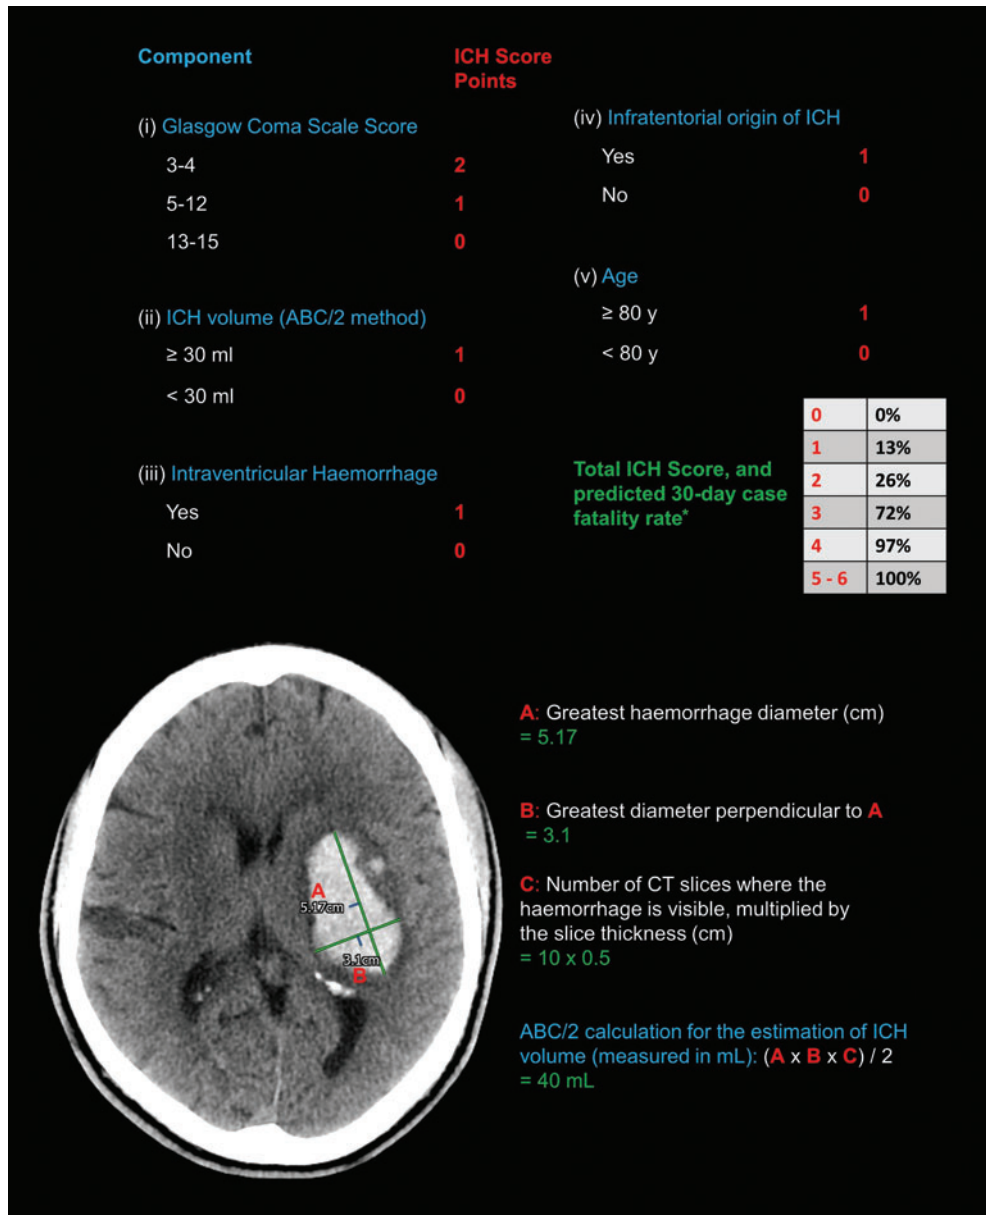 Component
ICH Score
Points
(i) Glasgow Coma Scale Score
3-4 2
5-12 1
13-15 0
(ii) ICH volume (ABC/2 method)
≥ 30 ml 1
< 30 ml 0
(iii) Intraventricular Haemorrhage
Yes 1
No 0
(iv) Infratentorial origin of ICH
Yes 1
No 0
(v) Age
≥ 80 y 1
< 80 y 0
Total ICH Score, and
predicted 30-day case
fatality rate*
0 0%
1 13%
2 26%
3 72%
4 97%
5 - 6 100%
A
5.17cm
3.1cm
B
A: Greatest haemorrhage diameter (cm)
= 5.17
B: Greatest diameter perpendicular to A
= 3.1
C: Number of CT slices where the
haemorrhage is visible, multiplied by
the slice thickness (cm)
= 10 x 0.5
ABC/2 calculation for the estimation of ICH
volume (measured in mL): (A x B x C) / 2
= 40 mL